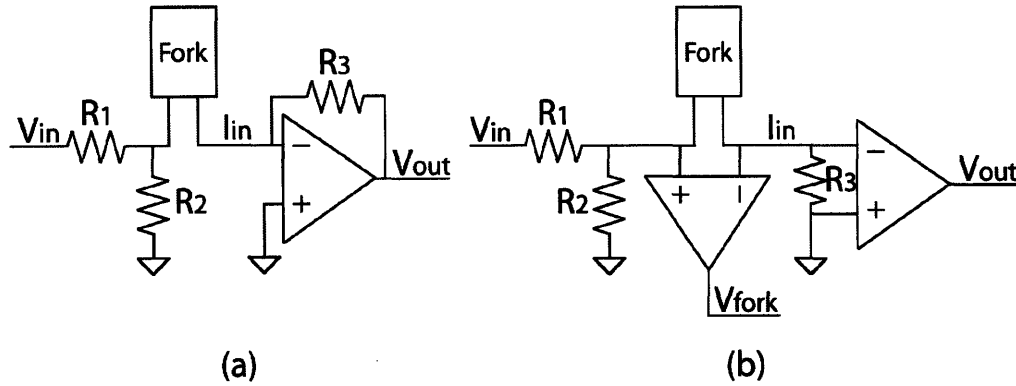 Fork
R3
R1
Vin
Iin
−
Vout
R2
+
(a)
Fork
R1
Vin
Iin
−
Vout
R2
+
−
R3
+
Vfork
(b)